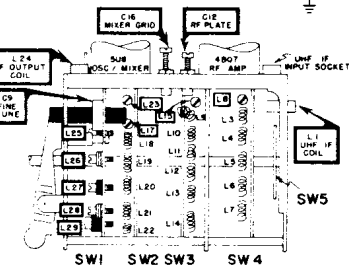 C16
MIXER GRID
C12
RF PLATE
L24
F OUTPUT
COIL
5U8
OSC / MIXER
4BQ7
RF AMP
UHF IF
INPUT SOCKET
C9
FINE
TUNE
L23
L15
L8
L9
L3
L25
L17
L10
L4
L18
L11
L1
UHF IF
COIL
L26
L19
L12
L5
L27
L20
L13
L6
SW5
L28
L21
L7
L29
L22
L14
SW1 SW2 SW3 SW4